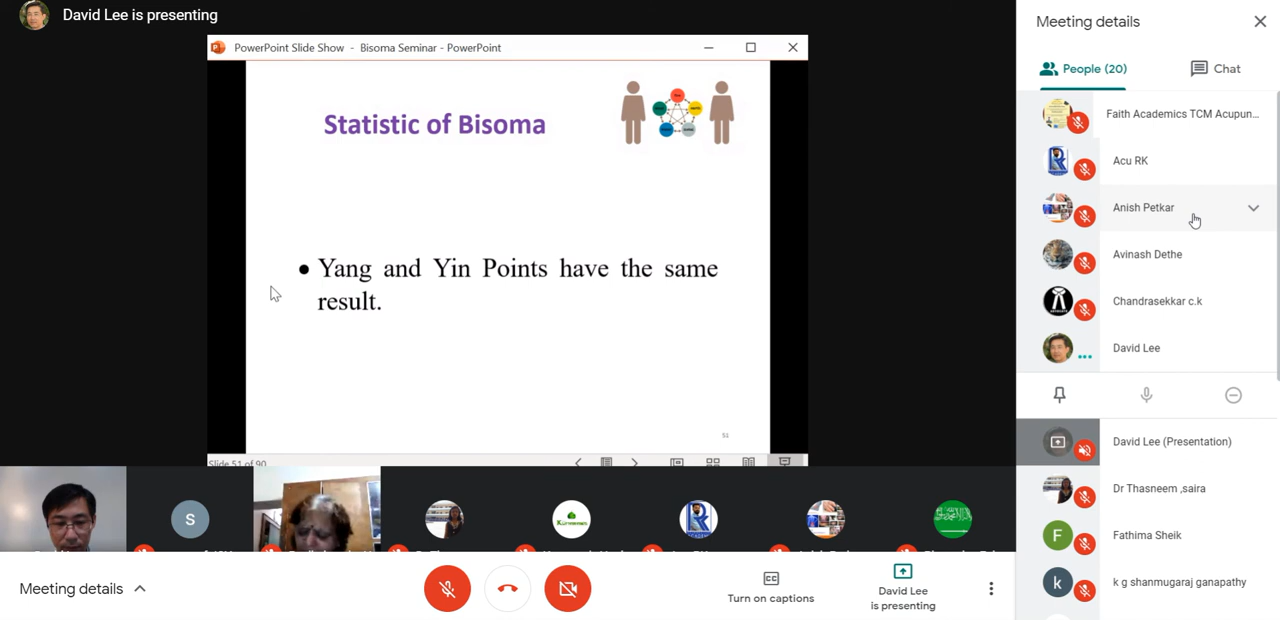 David Lee is presenting
PowerPoint Slide Show - Bisoma Seminar - PowerPoint
Statistic of Bisoma
• Yang and Yin Points have the same
result.
51
Slide 51 of 90
S
Meeting details
David Lee
is presenting
Turn on captions
Meeting details
People (20)
Chat
Faith Academics TCM Acupun...
Acu RK
Anish Petkar
Avinash Dethe
Chandrasekkar c.k
David Lee
David Lee (Presentation)
Dr Thasneem ,saira
F
Fathima Sheik
k
k g shanmugaraj ganapathy